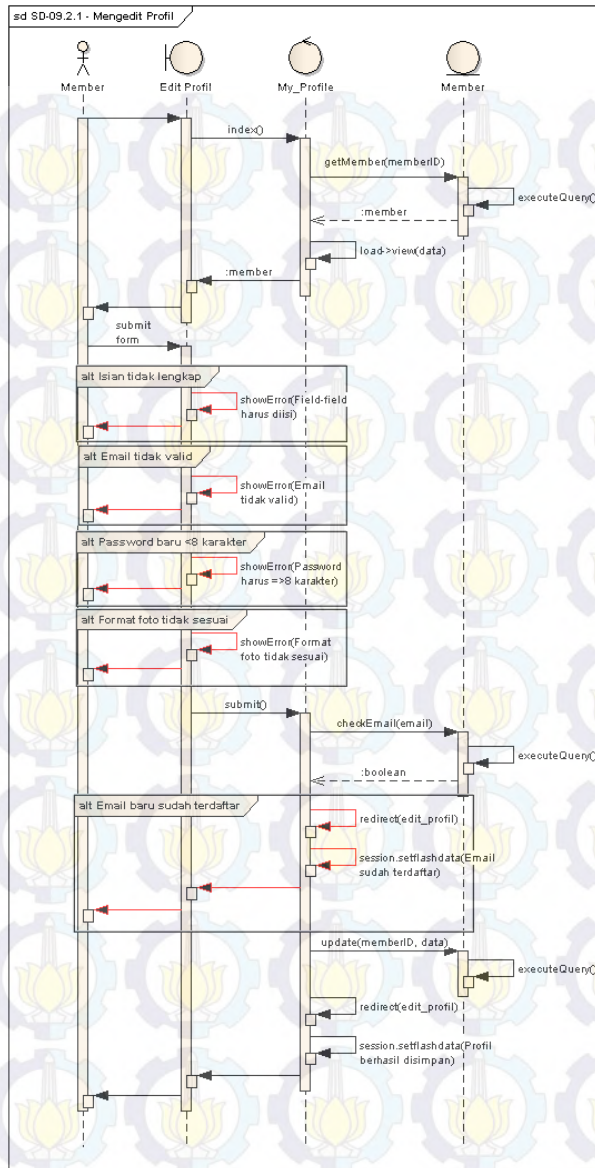 sd SD-09.2.1 - Mengedit Profil
Member
Edit Profil
My_Profile
Member
index()
getMember(memberID)
executeQuery()
:member
load->view(data)
:member
submit
form
alt Isian tidak lengkap
showError(Field-field
harus diisi)
alt Email tidak valid
showError(Email
tidak valid)
alt Password baru <8 karakter
showError(Password
harus =>8 karakter)
alt Format foto tidak sesuai
showError(Format
foto tidak sesuai)
submit()
checkEmail(email)
executeQuery()
:boolean
alt Email baru sudah terdaftar
redirect(edit_profil)
session.setflashdata(Email
sudah terdaftar)
update(memberID, data)
executeQuery()
redirect(edit_profil)
session.setflashdata(Profil
berhasil disimpan)